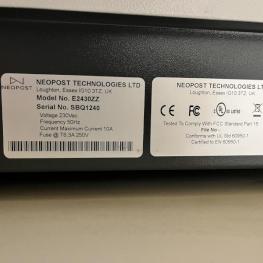 NEOPOST
NEOPOST TECHNOLOGIES LTD
Loughton, Essex IG10 3TZ, UK
Model No. E2430ZZ
Serial No. SBQ1240
Voltage 230Vac
Frequency 50Hz
Current Maximum Current 10A
Fuse @ T6.3A 250V
NEOPOST TECHNOLOGIES LTD
Loughton, Essex IG10 3TZ, UK
CE FC UL us LISTED
Tested To Comply With FCC Standard Part 15
File No -
Conforms with UL Std 60950-1
Certified to EN 60950-1